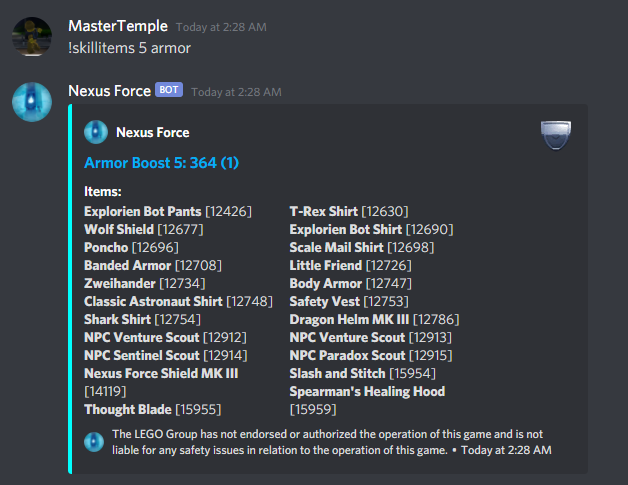 MasterTemple Today at 2:28 AM
!skillitems 5 armor
Nexus Force BOT Today at 2:28 AM
Nexus Force
Armor Boost 5: 364 (1)
Items:
Explorien Bot Pants [12426]
Wolf Shield [12677]
Poncho [12696]
Banded Armor [12708]
Zweihander [12734]
Classic Astronaut Shirt [12748]
Shark Shirt [12754]
NPC Venture Scout [12912]
NPC Sentinel Scout [12914]
Nexus Force Shield MK III
[14119]
Thought Blade [15955]
T-Rex Shirt [12630]
Explorien Bot Shirt [12690]
Scale Mail Shirt [12698]
Little Friend [12726]
Body Armor [12747]
Safety Vest [12753]
Dragon Helm MK III [12786]
NPC Venture Scout [12913]
NPC Paradox Scout [12915]
Slash and Stitch [15954]
Spearman's Healing Hood
[15959]
The LEGO Group has not endorsed or authorized the operation of this game and is not
liable for any safety issues in relation to the operation of this game. • Today at 2:28 AM